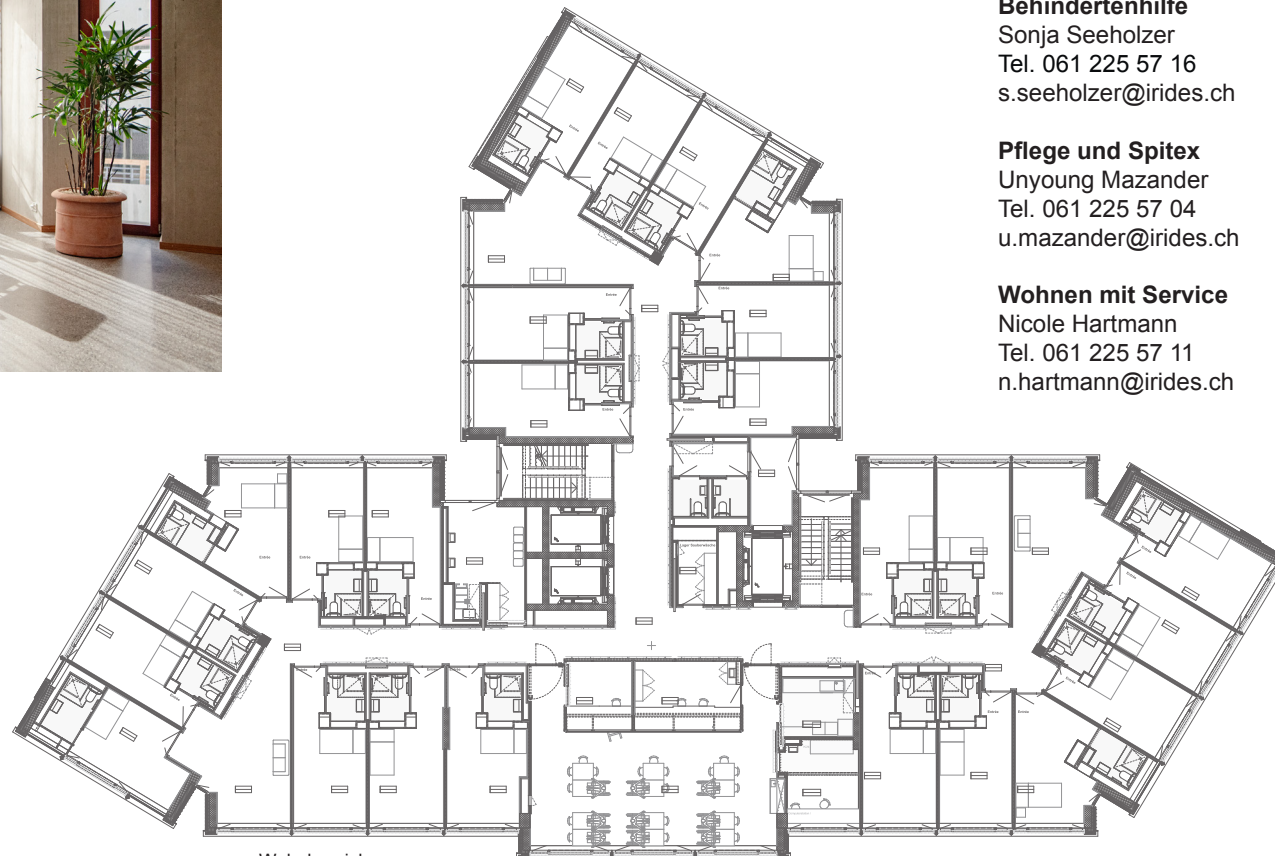 Behindertenhilfe
Sonja Seeholzer
Tel. 061 225 57 16
s.seeholzer@irides.ch
Pflege und Spitex
Unyoung Mazander
Tel. 061 225 57 04
u.mazander@irides.ch
Wohnen mit Service
Nicole Hartmann
Tel. 061 225 57 11
n.hartmann@irides.ch